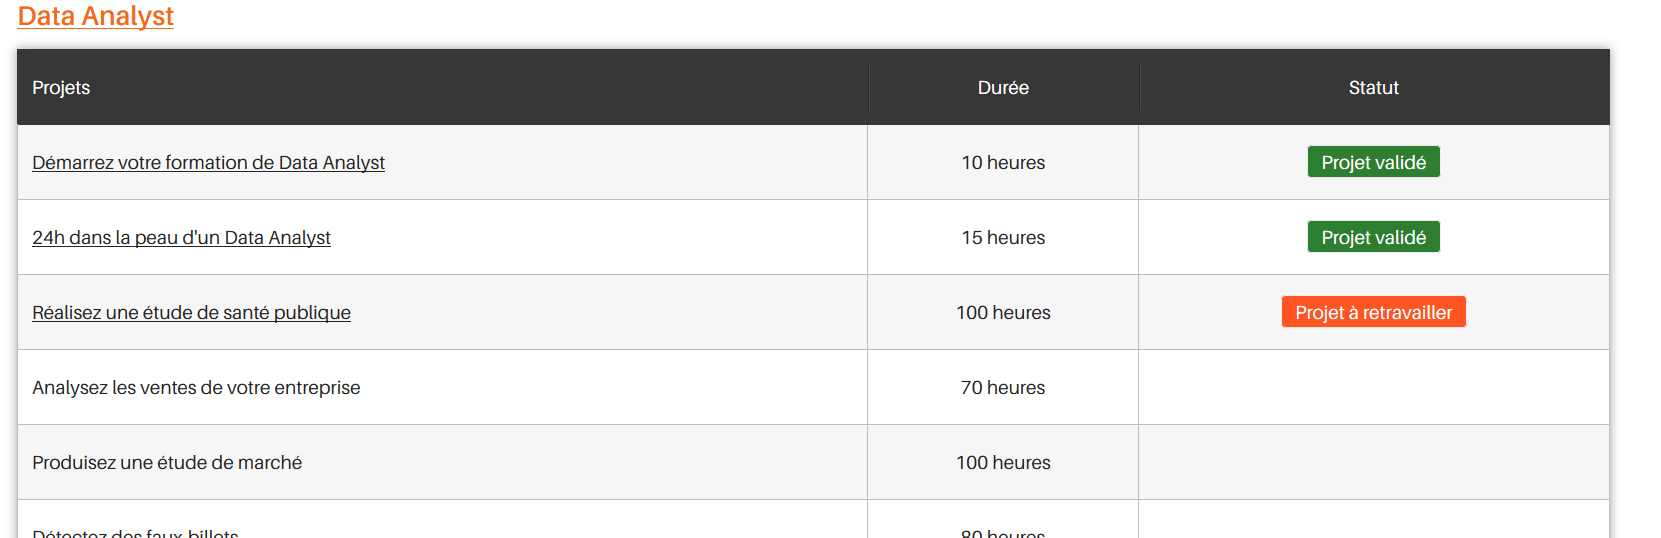 Data Analyst
Projets Durée Statut
Démarrez votre formation de Data Analyst 10 heures Projet validé
24h dans la peau d'un Data Analyst 15 heures Projet validé
Réalisez une étude de santé publique 100 heures Projet à retravailler
Analysez les ventes de votre entreprise 70 heures
Produisez une étude de marché 100 heures
Détectez des faux billets 80 heures